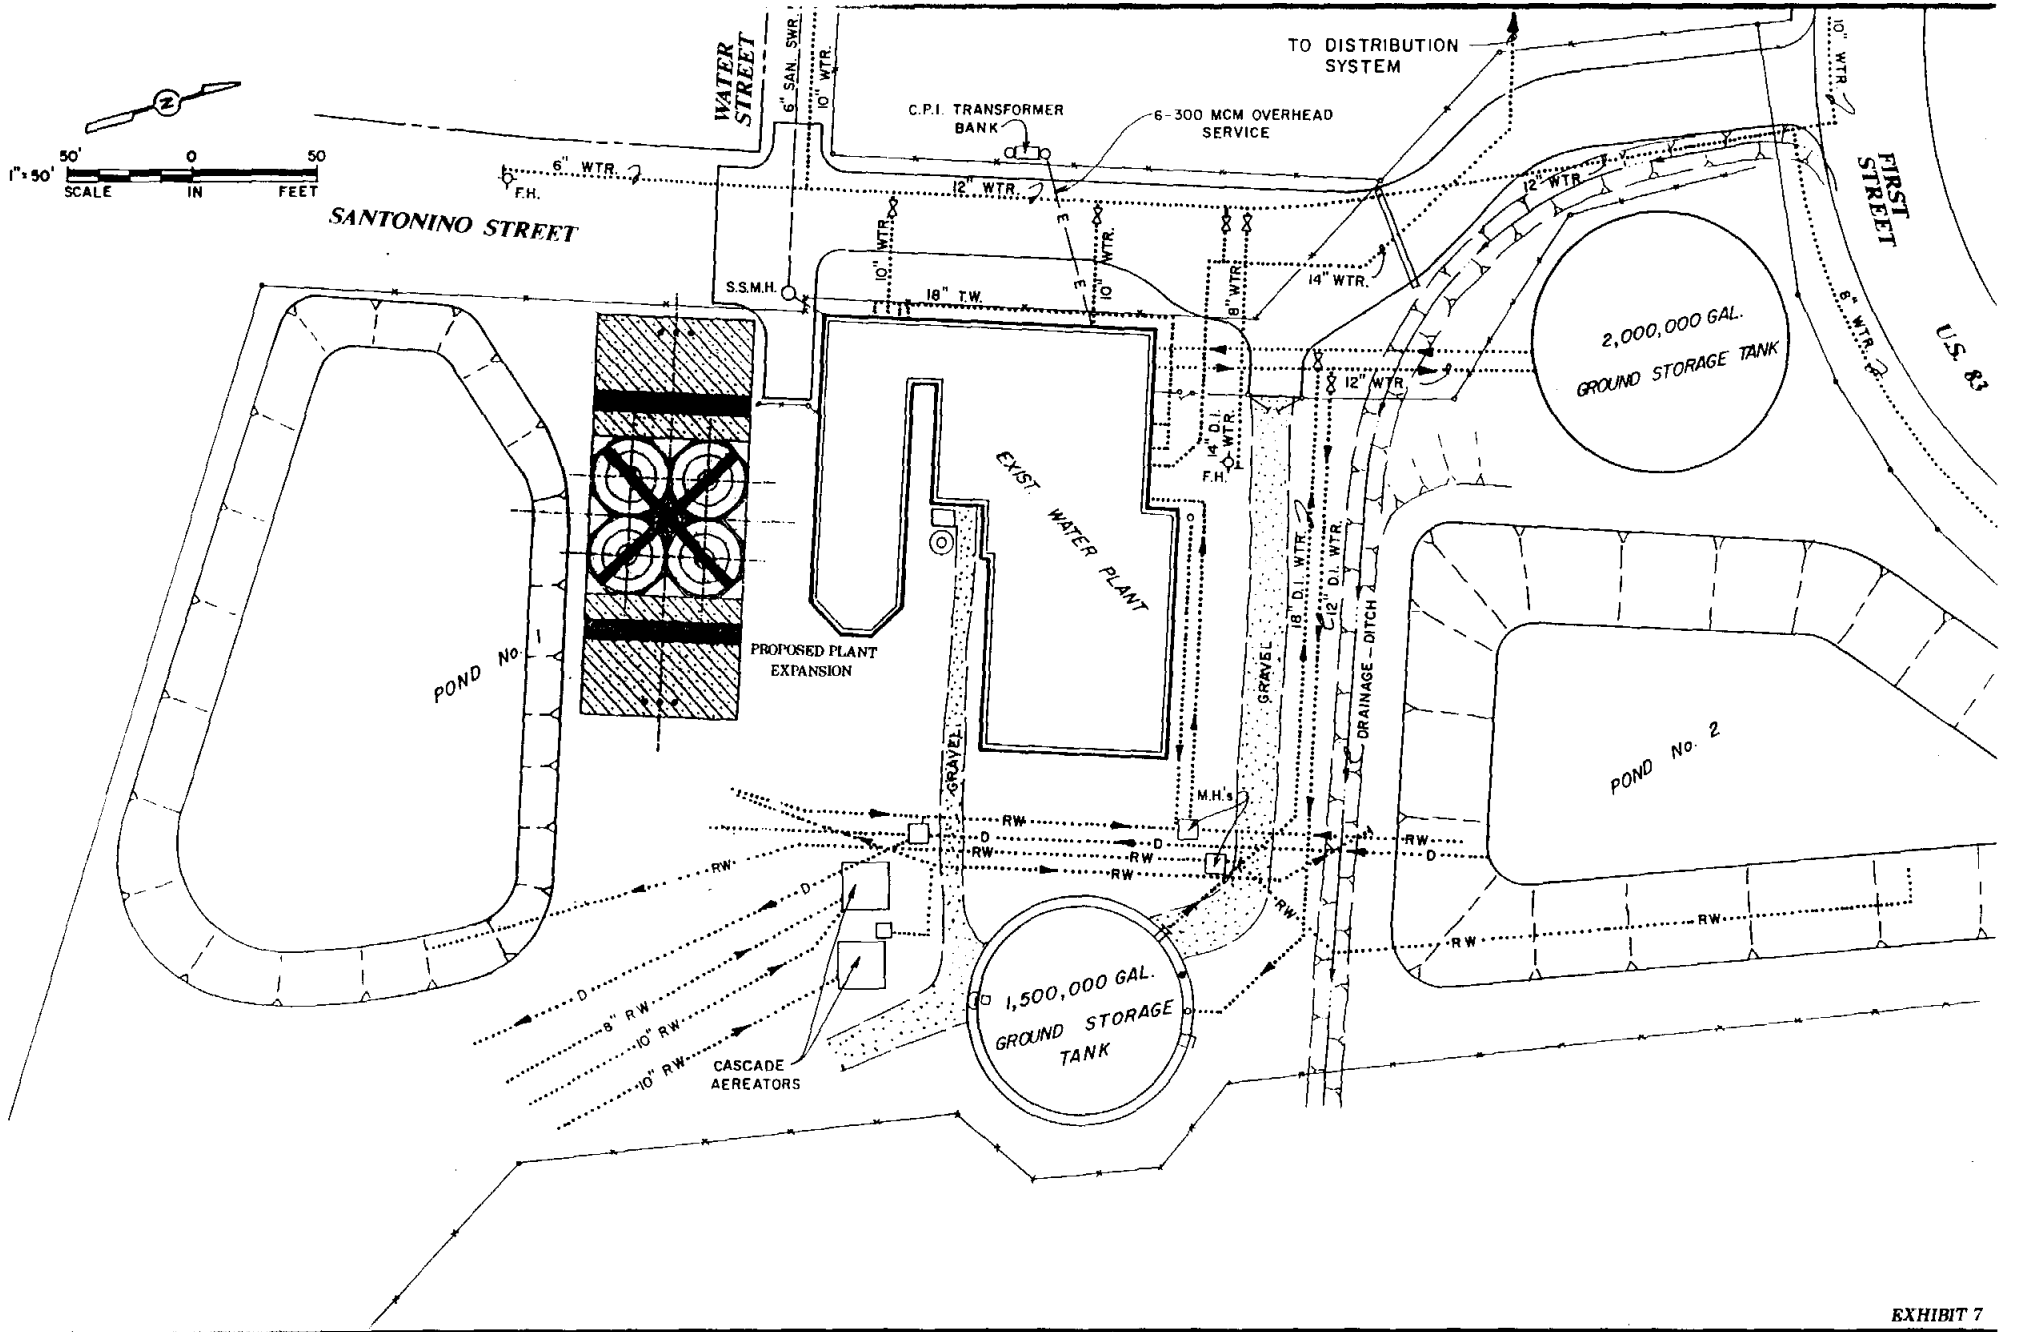 TO DISTRIBUTION
SYSTEM
WATER
STREET
6" SAN. SWR.
10" WTR.
10" WTR.
C.P.I. TRANSFORMER
BANK
6-300 MCM OVERHEAD
SERVICE
N
50' 0 50
1"=50'
SCALE IN FEET
6" WTR.
F.H.
12" WTR.
12" WTR
FIRST
STREET
SANTONINO STREET
E
E
10" WTR.
10" WTR.
8" WTR.
14" WTR.
S.S.M.H.
18" T.W.
8" WTR.
U.S. 83
2,000,000 GAL.
GROUND STORAGE TANK
12" WTR.
14" D.I.
WTR.
F.H.
EXIST. WATER PLANT
18" D.I. WTR.
12" D.I. WTR.
DRAINAGE-DITCH
GRAVEL
GRAVEL
POND No. 1
PROPOSED PLANT
EXPANSION
POND No. 2
M.H.'s
RW
D
RW
RW
D
RW
RW
D
RW
D
RW
RW
RW
D
8" RW
10" RW
10" RW
CASCADE
AEREATORS
1,500,000 GAL.
GROUND STORAGE
TANK
EXHIBIT 7